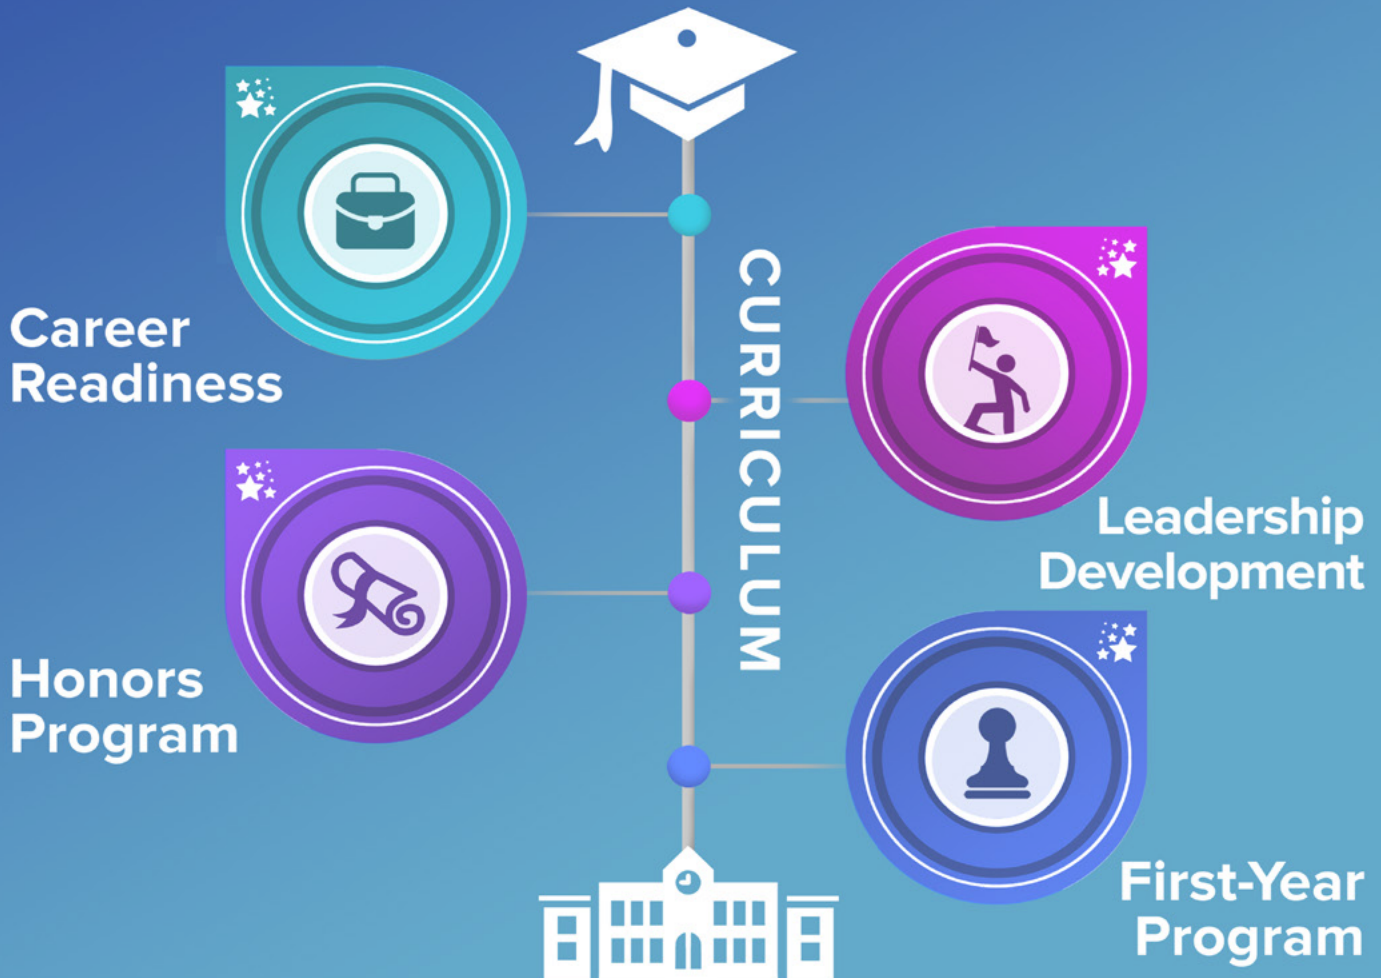 Career
Readiness
CURRICULUM
Leadership
Development
Honors
Program
First-Year
Program